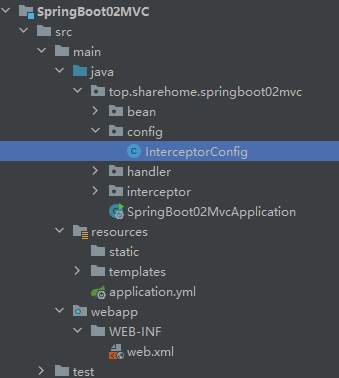 SpringBoot02MVC
src
main
java
top.sharehome.springboot02mvc
bean
config
InterceptorConfig
handler
interceptor
SpringBoot02MvcApplication
resources
static
templates
application.yml
webapp
WEB-INF
web.xml
test